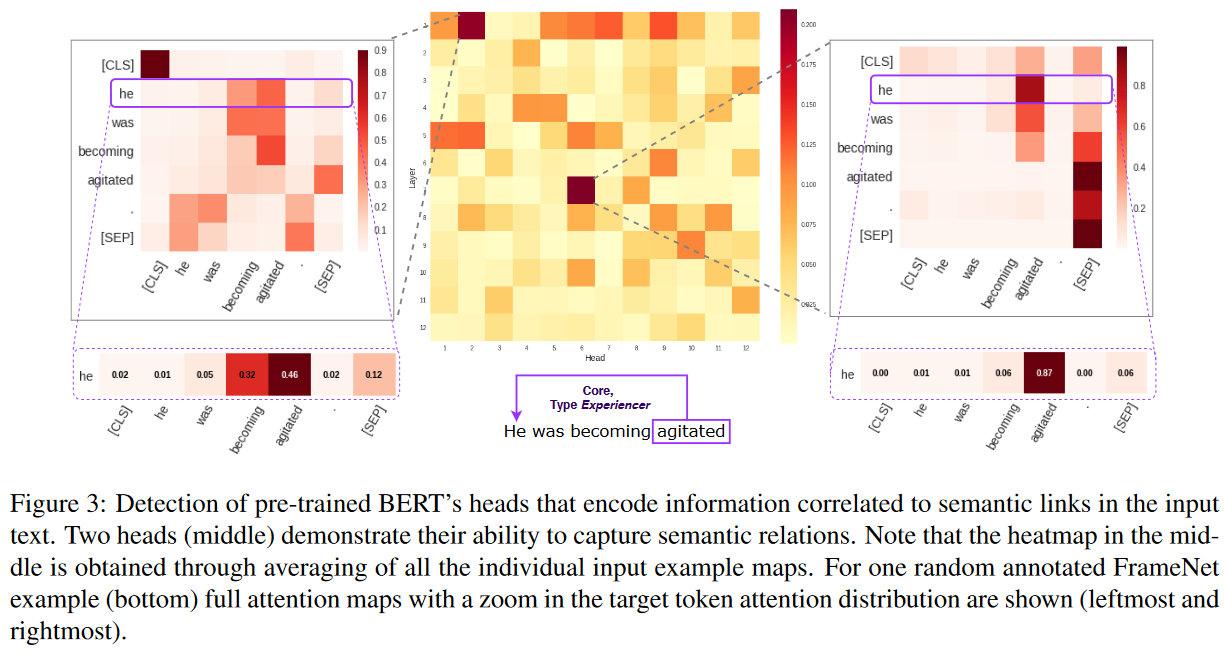 [CLS]
he
was
becoming
agitated
.
[SEP]
[CLS] he was becoming agitated . [SEP]
0.9
0.8
0.7
0.6
0.5
0.4
0.3
0.2
0.1
he 0.02 0.01 0.05 0.32 0.46 0.02 0.12
[CLS] he was becoming agitated . [SEP]
Layer
1
2
3
4
5
6
7
8
9
10
11
12
1 2 3 4 5 6 7 8 9 10 11 12
Head
0.200
0.175
0.150
0.125
0.100
0.075
0.050
0.025
Core,
Type Experiencer
He was becoming agitated
[CLS]
he
was
becoming
agitated
.
[SEP]
[CLS] he was becoming agitated . [SEP]
0.8
0.6
0.4
0.2
he 0.00 0.01 0.01 0.06 0.87 0.00 0.06
[CLS] he was becoming agitated . [SEP]
Figure 3: Detection of pre-trained BERT's heads that encode information correlated to semantic links in the input
text. Two heads (middle) demonstrate their ability to capture semantic relations. Note that the heatmap in the mid-
dle is obtained through averaging of all the individual input example maps. For one random annotated FrameNet
example (bottom) full attention maps with a zoom in the target token attention distribution are shown (leftmost and
rightmost).